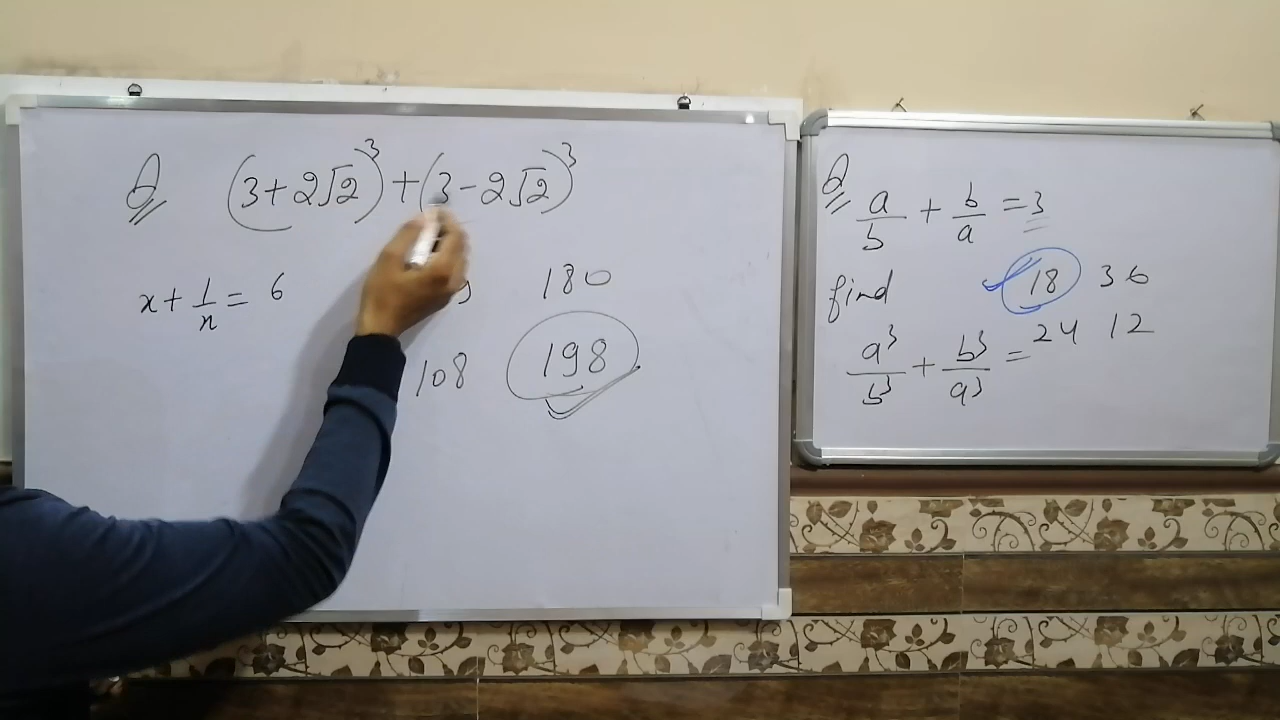 Q (3+2√2)³+(3-2√2)³
x + 1/x = 6
180
108 198
Q a/b + b/a = 3
find 18 36
a³/b³ + b³/a³ = 24 12